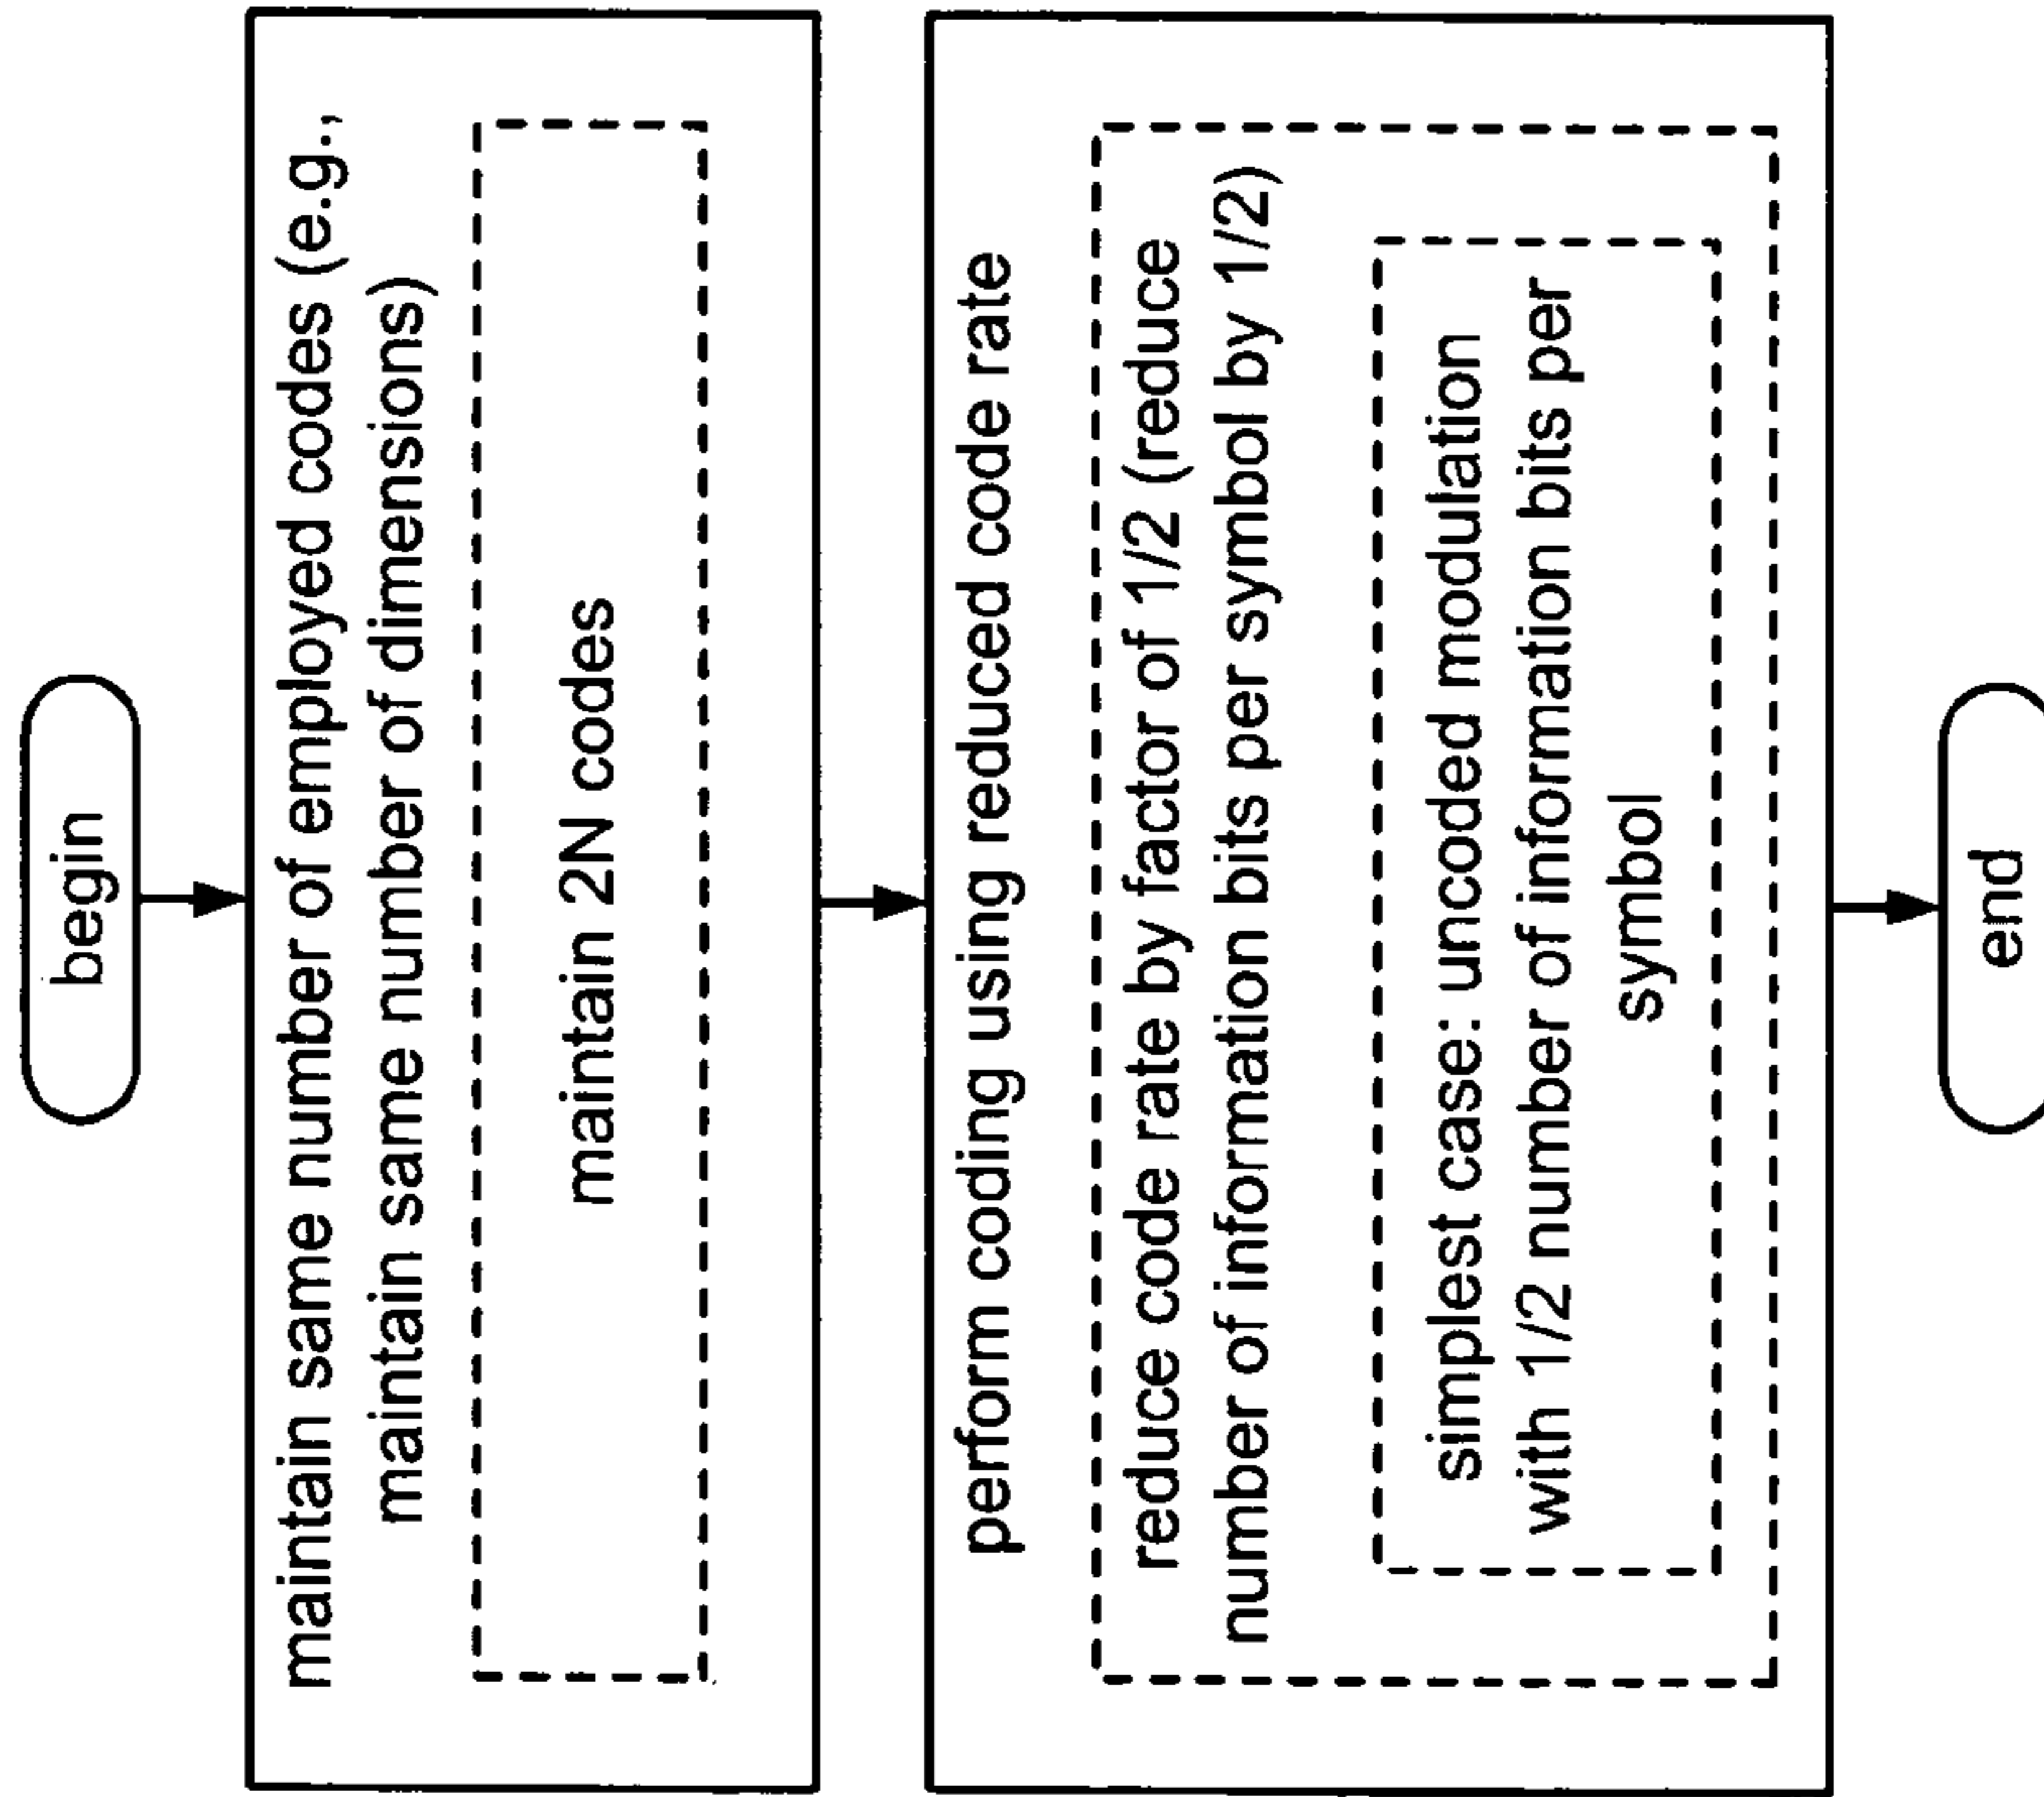 begin
maintain same number of employed codes (e.g.,
maintain same number of dimensions)
maintain 2N codes
perform coding using reduced code rate
reduce code rate by factor of 1/2 (reduce
number of information bits per symbol by 1/2)
simplest case: uncoded modulation
with 1/2 number of information bits per
symbol
end